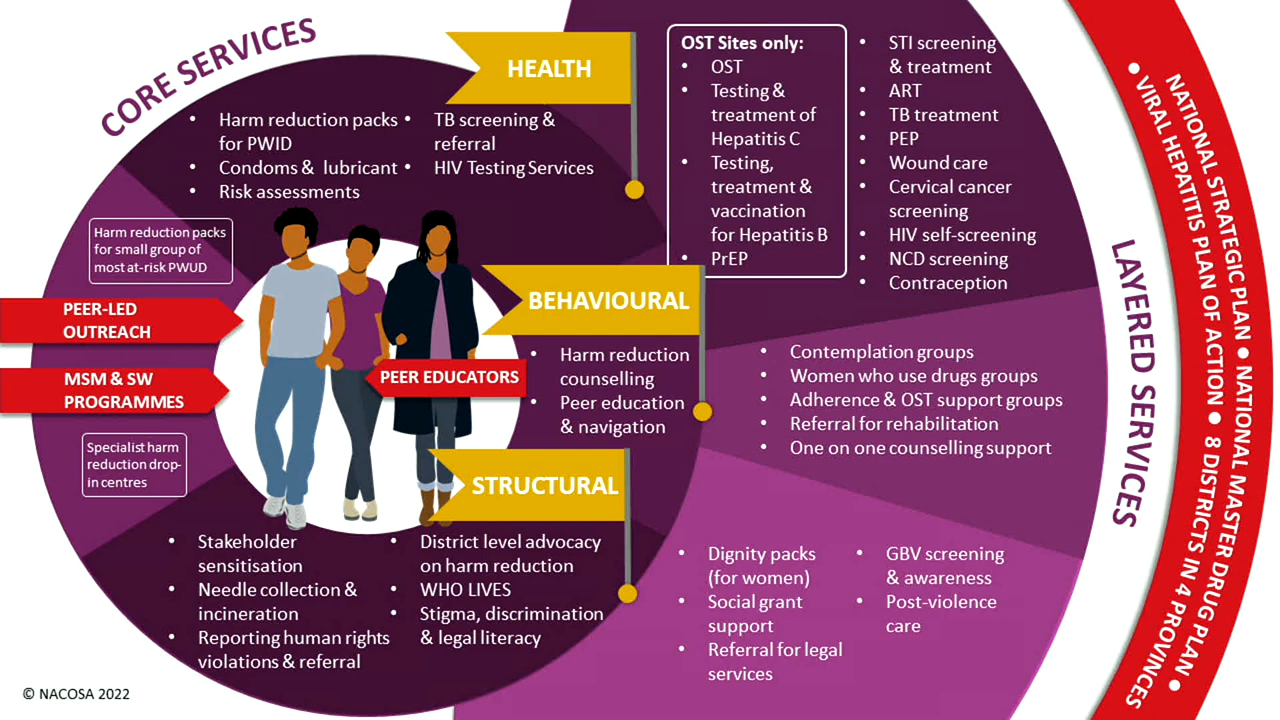 CORE SERVICES
HEALTH
• Harm reduction packs
for PWID
• Condoms & lubricant
• Risk assessments
• TB screening &
referral
• HIV Testing Services
OST Sites only:
• OST
• Testing &
treatment of
Hepatitis C
• Testing,
treatment &
vaccination
for Hepatitis B
• PrEP
• STI screening
& treatment
• ART
• TB treatment
• PEP
• Wound care
• Cervical cancer
screening
• HIV self-screening
• NCD screening
• Contraception
Harm reduction packs
for small group of
most at-risk PWUD
PEER-LED
OUTREACH
MSM & SW
PROGRAMMES
Specialist harm
reduction drop-
in centres
PEER EDUCATORS
BEHAVIOURAL
• Harm reduction
counselling
• Peer education
& navigation
• Contemplation groups
• Women who use drugs groups
• Adherence & OST support groups
• Referral for rehabilitation
• One on one counselling support
STRUCTURAL
• Stakeholder
sensitisation
• Needle collection &
incineration
• Reporting human rights
violations & referral
• District level advocacy
on harm reduction
• WHO LIVES
• Stigma, discrimination
& legal literacy
• Dignity packs
(for women)
• Social grant
support
• Referral for legal
services
• GBV screening
& awareness
• Post-violence
care
LAYERED SERVICES
NATIONAL STRATEGIC PLAN • NATIONAL MASTER DRUG PLAN •
• VIRAL HEPATITIS PLAN OF ACTION • 8 DISTRICTS IN 4 PROVINCES
© NACOSA 2022